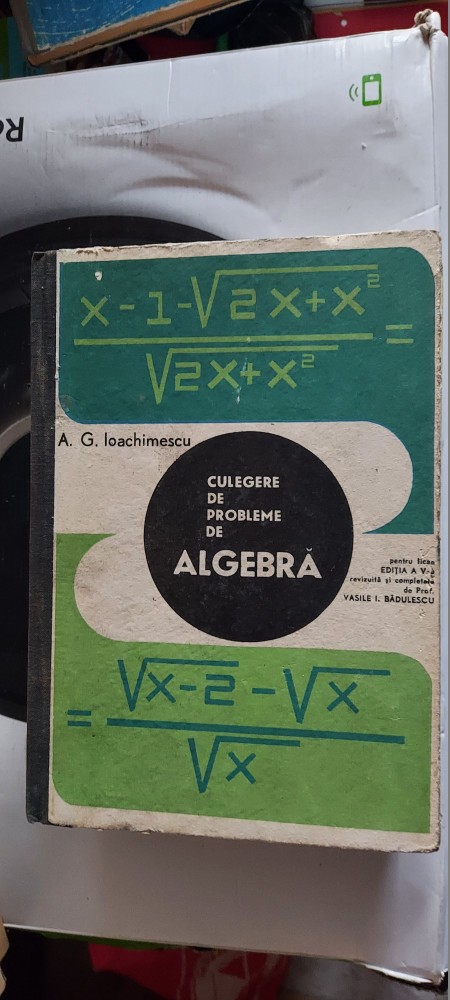 x-1-√2x+x²
√2x+x²
=
A. G. Ioachimescu
CULEGERE
DE
PROBLEME
DE
ALGEBRĂ
pentru licee
EDIȚIA A V-a
revizuită și completată
de Prof.
VASILE I. BĂDULESCU
=
√x-2 - √x
√x